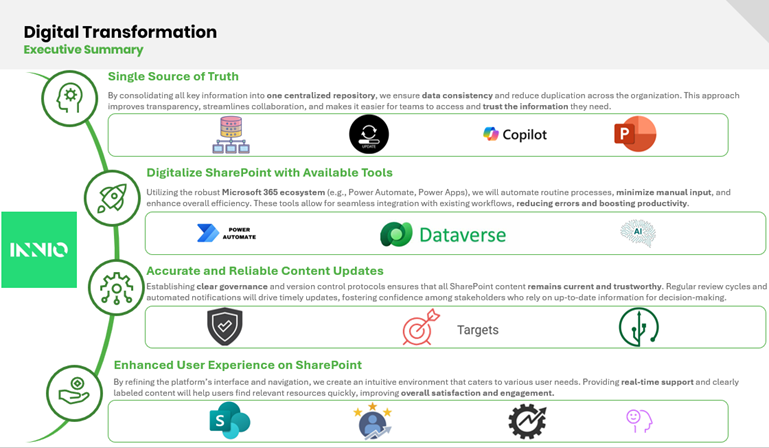 Digital Transformation
Executive Summary
Single Source of Truth
By consolidating all key information into one centralized repository, we ensure data consistency and reduce duplication across the organization. This approach
improves transparency, streamlines collaboration, and makes it easier for teams to access and trust the information they need.
UPDATE
Copilot
P
Digitalize SharePoint with Available Tools
Utilizing the robust Microsoft 365 ecosystem (e.g., Power Automate, Power Apps), we will automate routine processes, minimize manual input, and
enhance overall efficiency. These tools allow for seamless integration with existing workflows, reducing errors and boosting productivity.
POWER
AUTOMATE
Dataverse
AI
INNIO
Accurate and Reliable Content Updates
Establishing clear governance and version control protocols ensures that all SharePoint content remains current and trustworthy. Regular review cycles and
automated notifications will drive timely updates, fostering confidence among stakeholders who rely on up-to-date information for decision-making.
Targets
Enhanced User Experience on SharePoint
By refining the platform's interface and navigation, we create an intuitive environment that caters to various user needs. Providing real-time support and clearly
labeled content will help users find relevant resources quickly, improving overall satisfaction and engagement.
S